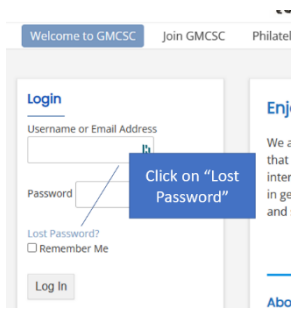 Welcome to GMCSC Join GMCSC Philatel
Login
Username or Email Address
Password
Lost Password?
Remember Me
Log In
Click on “Lost
Password”
Enj
We a
that
inter
in ge
and
Abo